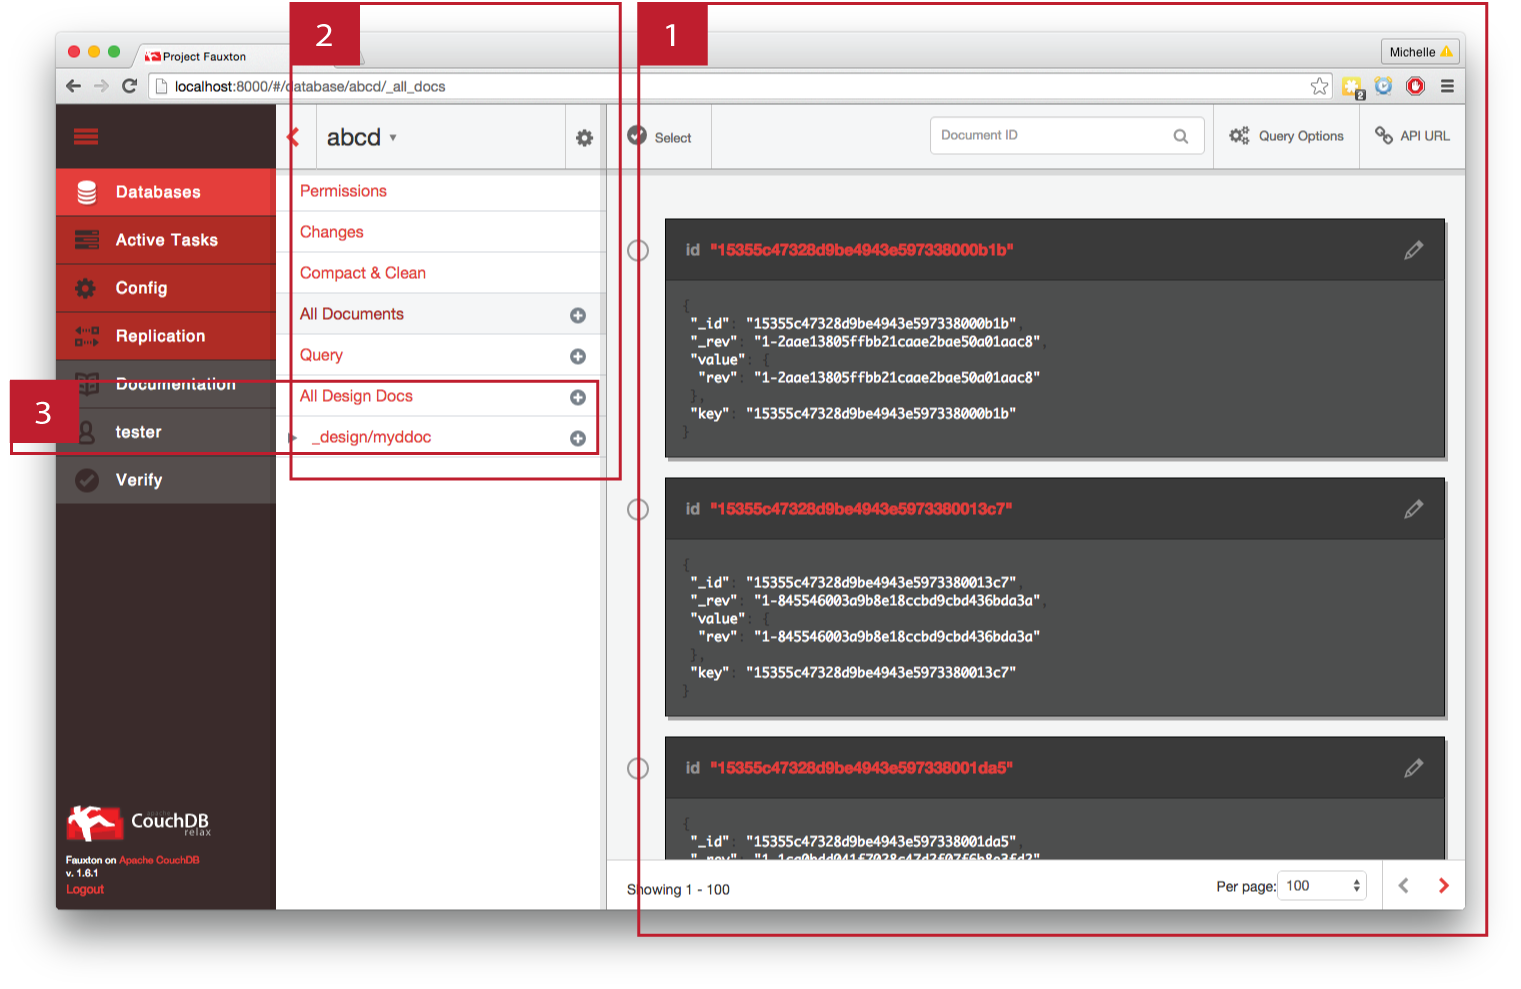 2
1
Project Fauxton
Michelle
localhost:8000/#/database/abcd/_all_docs
2
abcd
Select
Document ID
Query Options
API URL
Databases
Active Tasks
Config
Replication
Documentation
tester
Verify
3
Permissions
Changes
Compact & Clean
All Documents
Query
All Design Docs
_design/myddoc
id "15355c47328d9be4943e597338000b1b"
{
"_id": "15355c47328d9be4943e597338000b1b",
"_rev": "1-2aae13805ffbb21caae2bae50a01aac8",
"value": {
"rev": "1-2aae13805ffbb21caae2bae50a01aac8"
},
"key": "15355c47328d9be4943e597338000b1b"
}
id "15355c47328d9be4943e5973380013c7"
{
"_id": "15355c47328d9be4943e5973380013c7",
"_rev": "1-845546003a9b8e18ccbd9cbd436bda3a",
"value": {
"rev": "1-845546003a9b8e18ccbd9cbd436bda3a"
},
"key": "15355c47328d9be4943e5973380013c7"
}
id "15355c47328d9be4943e597338001da5"
{
"_id": "15355c47328d9be4943e597338001da5",
"_rev":
CouchDB
relax
Fauxton on Apache CouchDB
v. 1.6.1
Logout
Showing 1 - 100
Per page: 100